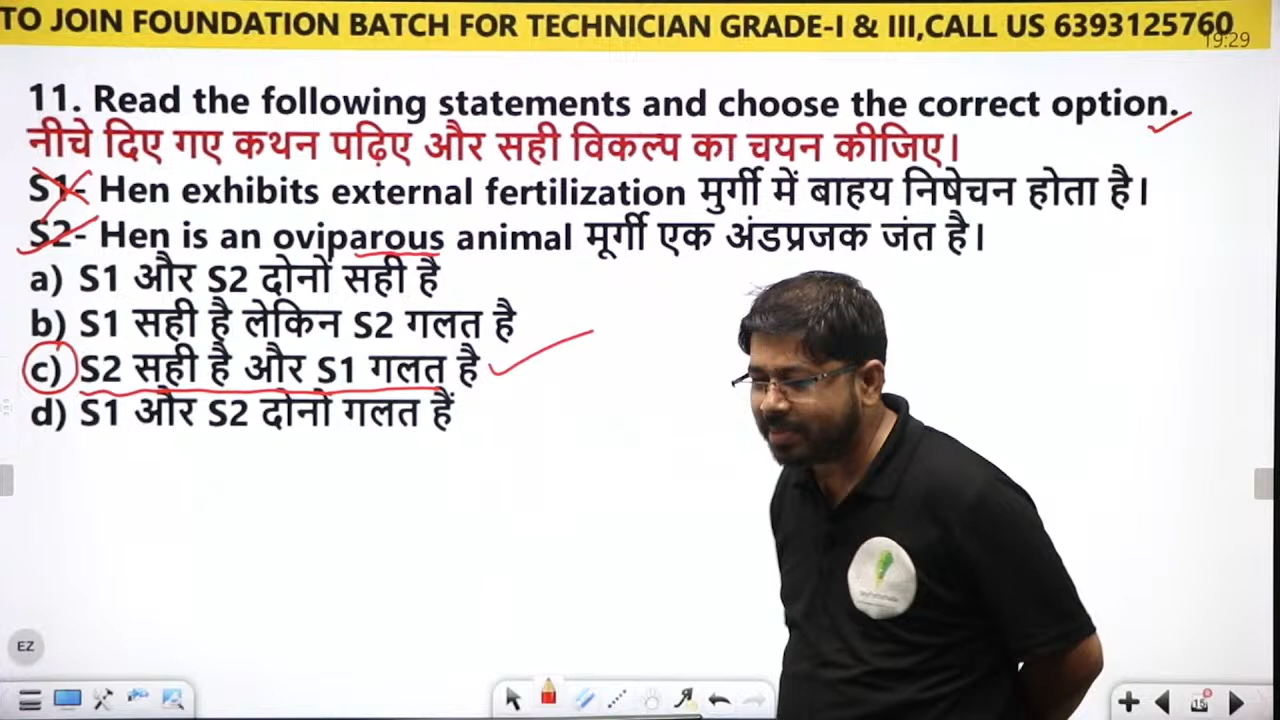 TO JOIN FOUNDATION BATCH FOR TECHNICIAN GRADE-I & III,CALL US 6393125760
19:29
11. Read the following statements and choose the correct option.
नीचे दिए गए कथन पढ़िए और सही विकल्प का चयन कीजिए।
S1- Hen exhibits external fertilization मुर्गी में बाहय निषेचन होता है।
S2- Hen is an oviparous animal मूर्गी एक अंडप्रजक जंत है।
a) S1 और S2 दोनों सही है
b) S1 सही है लेकिन S2 गलत है
c) S2 सही है और S1 गलत है
d) S1 और S2 दोनों गलत हैं
EZ